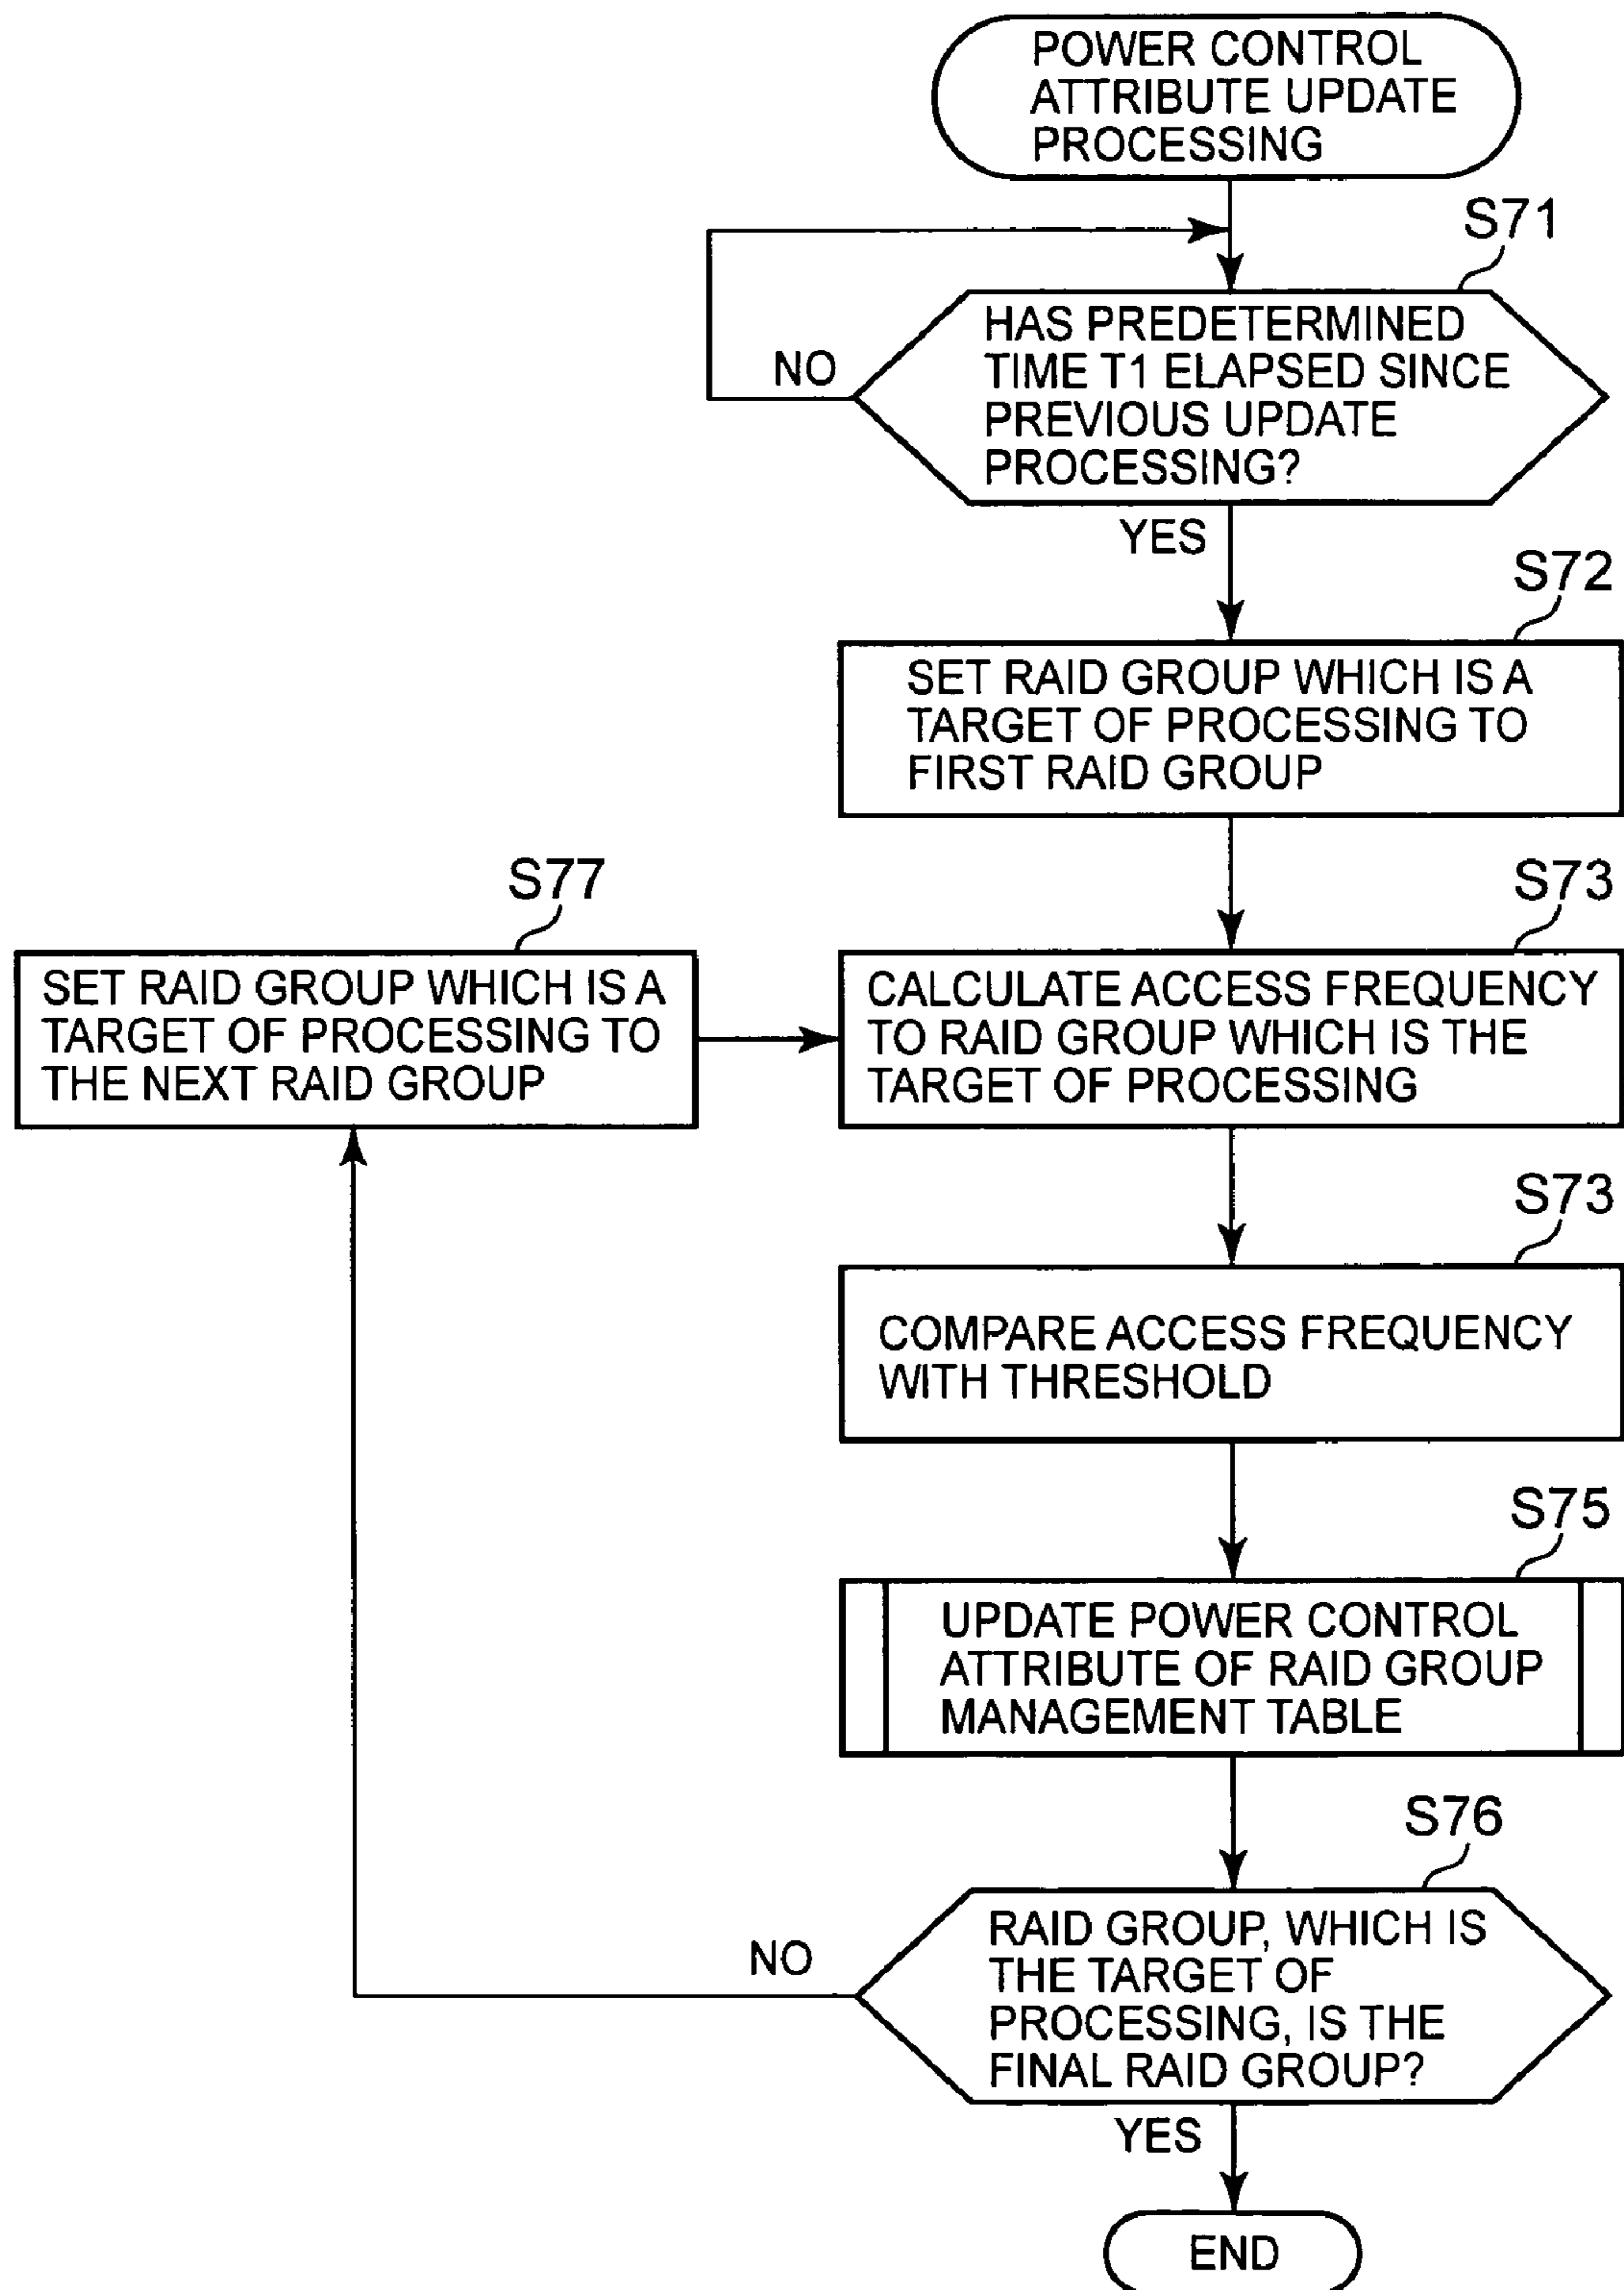 POWER CONTROL
ATTRIBUTE UPDATE
PROCESSING
S71
HAS PREDETERMINED
TIME T1 ELAPSED SINCE
PREVIOUS UPDATE
PROCESSING?
NO
YES
S72
SET RAID GROUP WHICH IS A
TARGET OF PROCESSING TO
FIRST RAID GROUP
S77
SET RAID GROUP WHICH IS A
TARGET OF PROCESSING TO
THE NEXT RAID GROUP
S73
CALCULATE ACCESS FREQUENCY
TO RAID GROUP WHICH IS THE
TARGET OF PROCESSING
S73
COMPARE ACCESS FREQUENCY
WITH THRESHOLD
S75
UPDATE POWER CONTROL
ATTRIBUTE OF RAID GROUP
MANAGEMENT TABLE
S76
RAID GROUP, WHICH IS
THE TARGET OF
PROCESSING, IS THE
FINAL RAID GROUP?
NO
YES
END